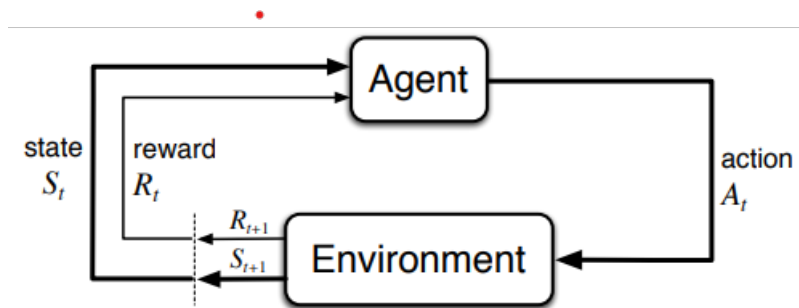 Agent
state
S_t
reward
R_t
action
A_t
R_{t+1}
S_{t+1}
Environment